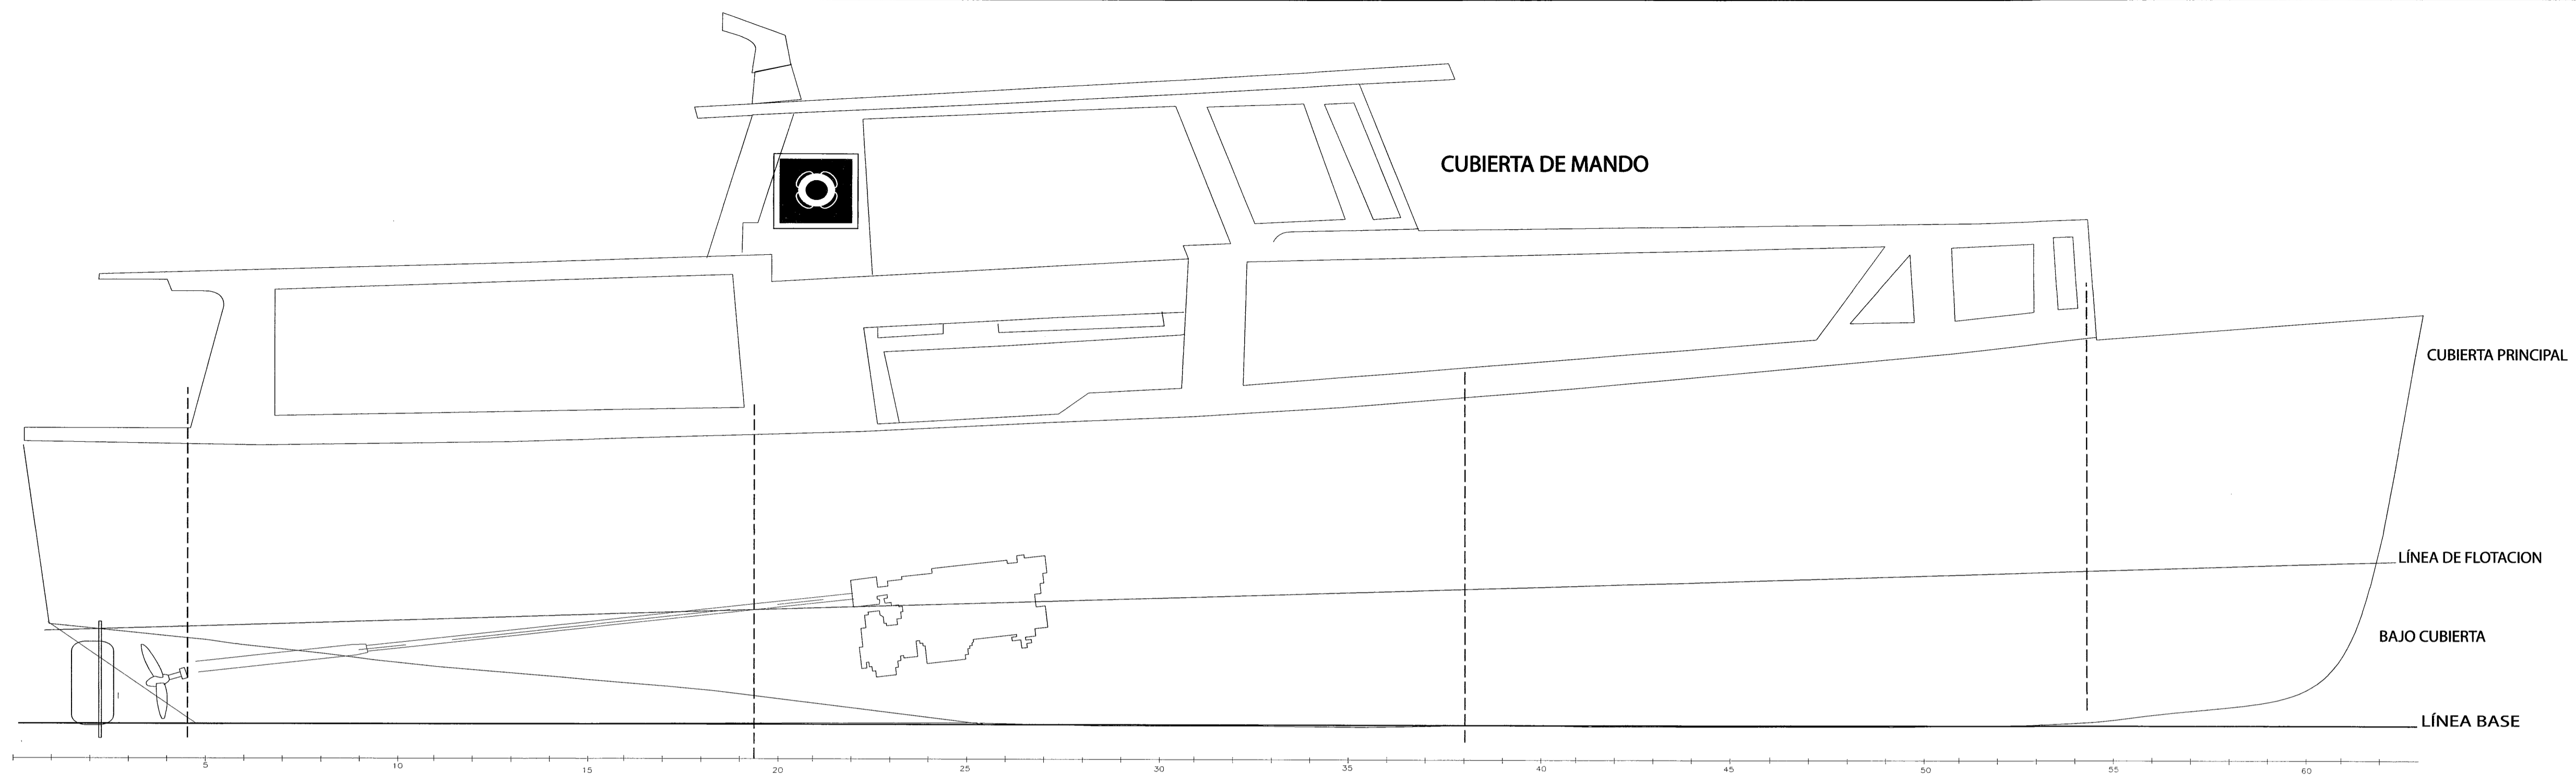 CUBIERTA DE MANDO
CUBIERTA PRINCIPAL
LÍNEA DE FLOTACION
BAJO CUBIERTA
LÍNEA BASE
5 10 15 20 25 30 35 40 45 50 55 60